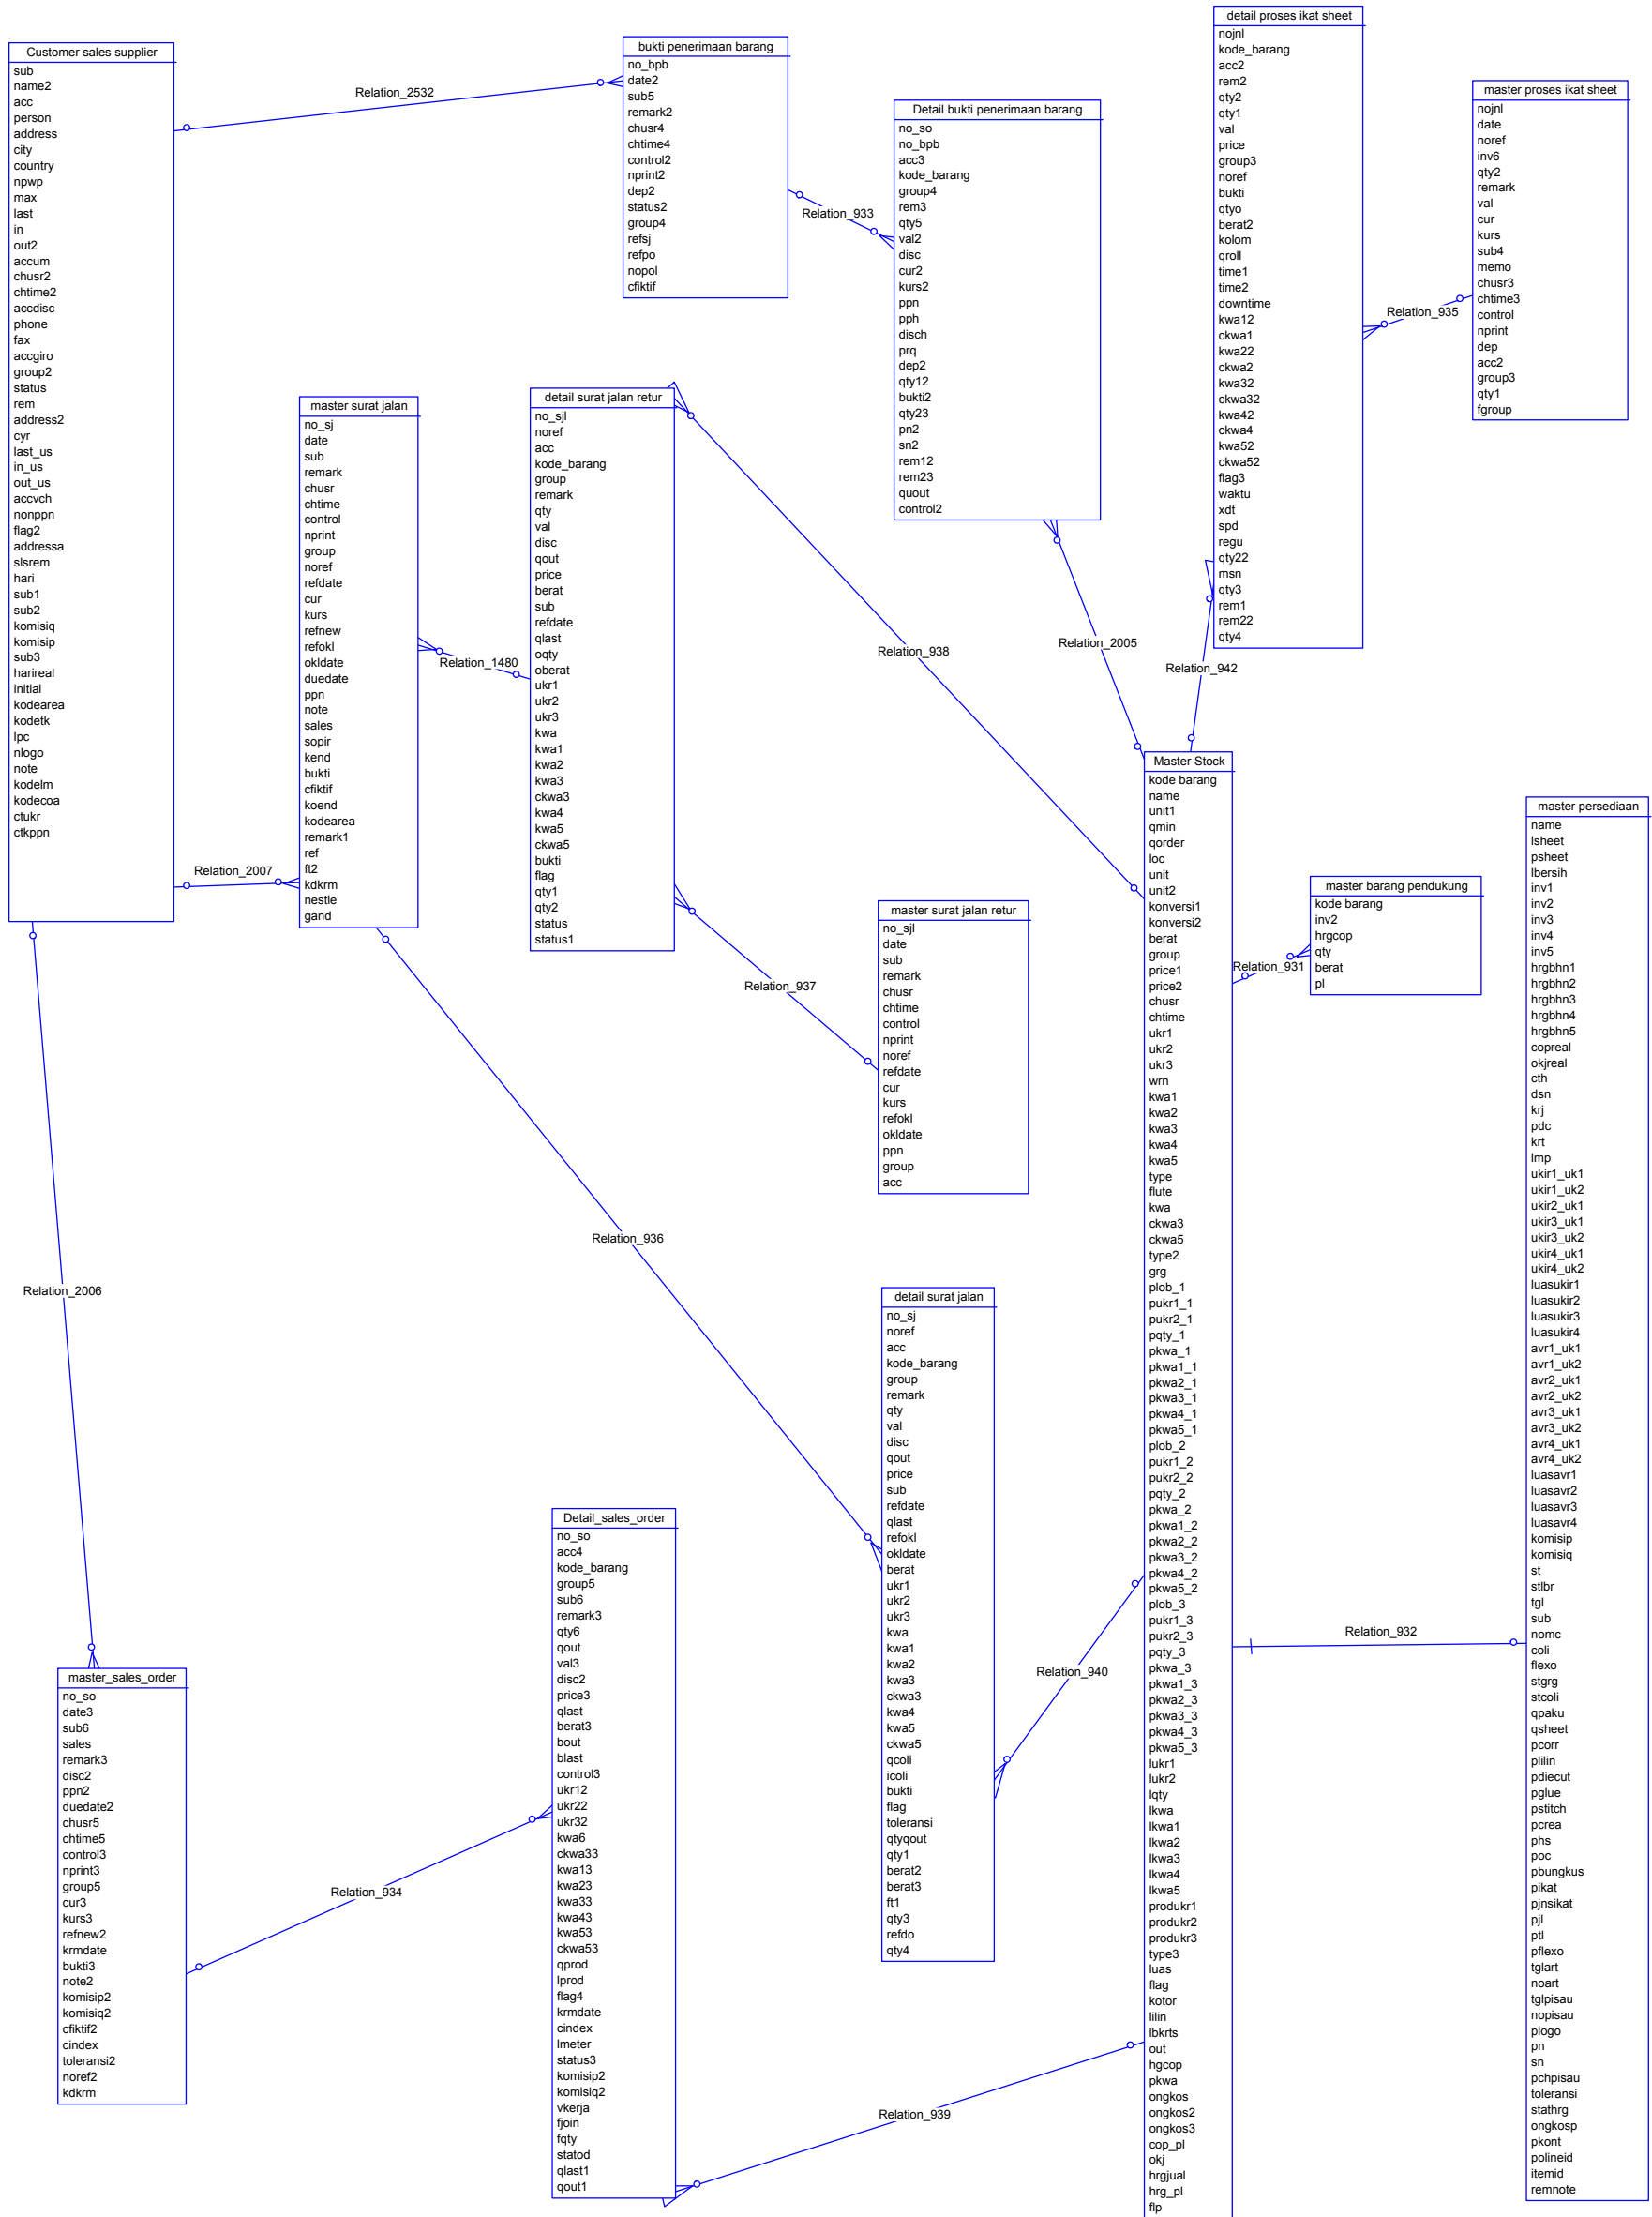 Customer sales supplier
sub
name2
acc
person
address
city
country
npwp
max
last
in
out2
accum
chusr2
chtime2
accdisc
phone
fax
accgiro
group2
status
rem
address2
cyr
last_us
in_us
out_us
accvch
nonppn
flag2
addressa
slsrem
hari
sub1
sub2
komisiq
komisip
sub3
harireal
initial
kodearea
kodetk
lpc
nlogo
note
kodelm
kodecoa
ctukr
ctkppn
Relation_2532
bukti penerimaan barang
no_bpb
date2
sub5
remark2
chusr4
chtime4
control2
nprint2
dep2
status2
group4
refsj
refpo
nopol
cfiktif
Relation_933
Detail bukti penerimaan barang
no_so
no_bpb
acc3
kode_barang
group4
rem3
qty5
val2
disc
cur2
kurs2
ppn
pph
disch
prq
dep2
qty12
bukti2
qty23
pn2
sn2
rem12
rem23
quout
control2
detail proses ikat sheet
nojnl
kode_barang
acc2
rem2
qty2
qty1
val
price
group3
noref
bukti
qtyo
berat2
kolom
qroll
time1
time2
downtime
kwa12
ckwa1
kwa22
ckwa2
kwa32
ckwa32
kwa42
ckwa4
kwa52
ckwa52
flag3
waktu
xdt
spd
regu
qty22
msn
qty3
rem1
rem22
qty4
master proses ikat sheet
nojnl
date
noref
inv6
qty2
remark
val
cur
kurs
sub4
memo
chusr3
chtime3
control
nprint
dep
acc2
group3
qty1
fgroup
Relation_935
master surat jalan
no_sj
date
sub
remark
chusr
chtime
control
nprint
group
noref
refdate
cur
kurs
refnew
refokl
okldate
duedate
ppn
note
sales
sopir
kend
bukti
cfiktif
koend
kodearea
remark1
ref
ft2
kdkrm
nestle
gand
Relation_1480
detail surat jalan retur
no_sjl
noref
acc
kode_barang
group
remark
qty
val
disc
qout
price
berat
sub
refdate
qlast
oqty
oberat
ukr1
ukr2
ukr3
kwa
kwa1
kwa2
kwa3
ckwa3
kwa4
kwa5
ckwa5
bukti
flag
qty1
qty2
status
status1
Relation_938
Relation_2005
Relation_942
Relation_2007
Relation_937
master surat jalan retur
no_sjl
date
sub
remark
chusr
chtime
control
nprint
noref
refdate
cur
kurs
refokl
okldate
ppn
group
acc
Master Stock
kode barang
name
unit1
qmin
qorder
loc
unit
unit2
konversi1
konversi2
berat
group
price1
price2
chusr
chtime
ukr1
ukr2
ukr3
wrn
kwa1
kwa2
kwa3
kwa4
kwa5
type
flute
kwa
ckwa3
ckwa5
type2
grg
plob_1
pukr1_1
pukr2_1
pqty_1
pkwa_1
pkwa1_1
pkwa2_1
pkwa3_1
pkwa4_1
pkwa5_1
plob_2
pukr1_2
pukr2_2
pqty_2
pkwa_2
pkwa1_2
pkwa2_2
pkwa3_2
pkwa4_2
pkwa5_2
plob_3
pukr1_3
pukr2_3
pqty_3
pkwa_3
pkwa1_3
pkwa2_3
pkwa3_3
pkwa4_3
pkwa5_3
lukr1
lukr2
lqty
lkwa
lkwa1
lkwa2
lkwa3
lkwa4
lkwa5
produkr1
produkr2
produkr3
type3
luas
flag
kotor
lilin
lbkrts
out
hgcop
pkwa
ongkos
ongkos2
ongkos3
cop_pl
okj
hrgjual
hrg_pl
flp
Relation_931
master barang pendukung
kode barang
inv2
hrgcop
qty
berat
pl
master persediaan
name
lsheet
psheet
lbersih
inv1
inv2
inv3
inv4
inv5
hrgbhn1
hrgbhn2
hrgbhn3
hrgbhn4
hrgbhn5
copreal
okjreal
cth
dsn
krj
pdc
krt
lmp
ukir1_uk1
ukir1_uk2
ukir2_uk1
ukir3_uk1
ukir3_uk2
ukir4_uk1
ukir4_uk2
luasukir1
luasukir2
luasukir3
luasukir4
avr1_uk1
avr1_uk2
avr2_uk1
avr2_uk2
avr3_uk1
avr3_uk2
avr4_uk1
avr4_uk2
luasavr1
luasavr2
luasavr3
luasavr4
komisip
komisiq
st
stlbr
tgl
sub
nomc
coli
flexo
stgrg
stcoli
qpaku
qsheet
pcorr
plilin
pdiecut
pglue
pstitch
pcrea
phs
poc
pbungkus
pikat
pjnsikat
pjl
ptl
pflexo
tglart
noart
tglpisau
nopisau
plogo
pn
sn
pchpisau
toleransi
stathrg
ongkosp
pkont
polineid
itemid
remnote
Relation_932
Relation_936
Relation_2006
detail surat jalan
no_sj
noref
acc
kode_barang
group
remark
qty
val
disc
qout
price
sub
refdate
qlast
refokl
okldate
berat
ukr1
ukr2
ukr3
kwa
kwa1
kwa2
kwa3
ckwa3
kwa4
kwa5
ckwa5
qcoli
icoli
bukti
flag
toleransi
qtyqout
qty1
berat2
berat3
ft1
qty3
refdo
qty4
Relation_940
master_sales_order
no_so
date3
sub6
sales
remark3
disc2
ppn2
duedate2
chusr5
chtime5
control3
nprint3
group5
cur3
kurs3
refnew2
krmdate
bukti3
note2
komisip2
komisiq2
cfiktif2
cindex
toleransi2
noref2
kdkrm
Relation_934
Detail_sales_order
no_so
acc4
kode_barang
group5
sub6
remark3
qty6
qout
val3
disc2
price3
qlast
berat3
bout
blast
control3
ukr12
ukr22
ukr32
kwa6
ckwa33
kwa13
kwa23
kwa33
kwa43
kwa53
ckwa53
qprod
lprod
flag4
krmdate
cindex
lmeter
status3
komisip2
komisiq2
vkerja
fjoin
fqty
statod
qlast1
qout1
Relation_939